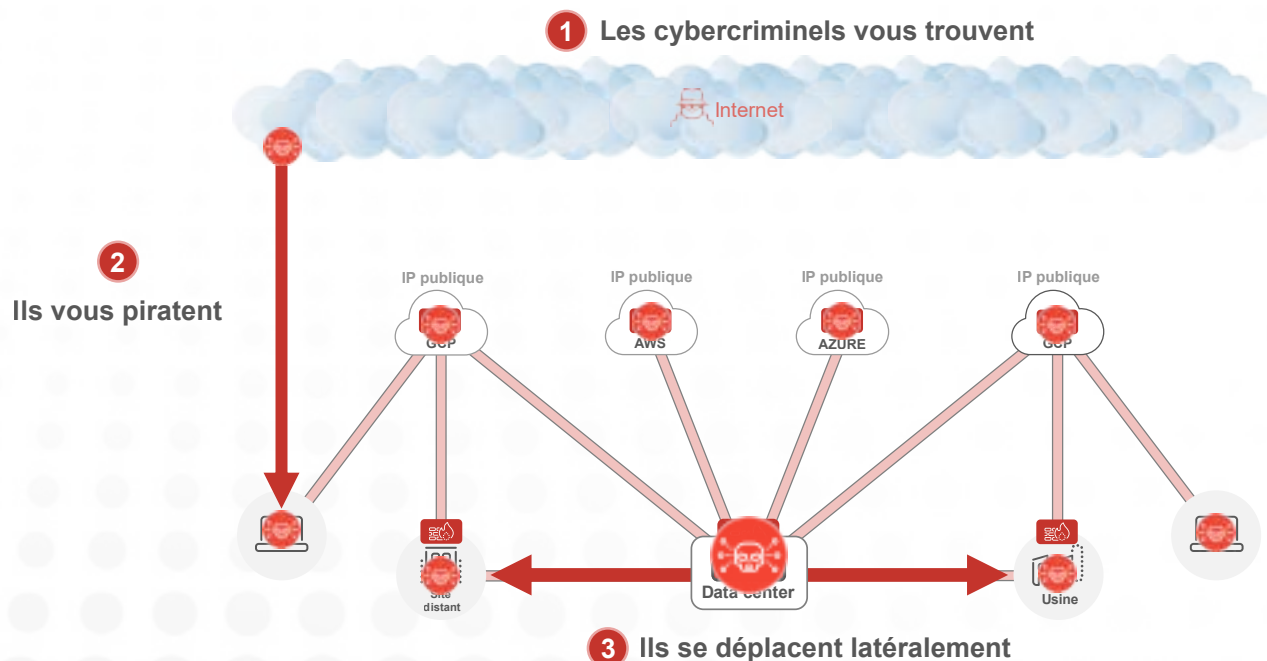 1 Les cybercriminels vous trouvent
Internet
2
Ils vous piratent
IP publique
IP publique
IP publique
IP publique
GCP
AWS
AZURE
GCP
Site
distant
Data center
Usine
3 Ils se déplacent latéralement